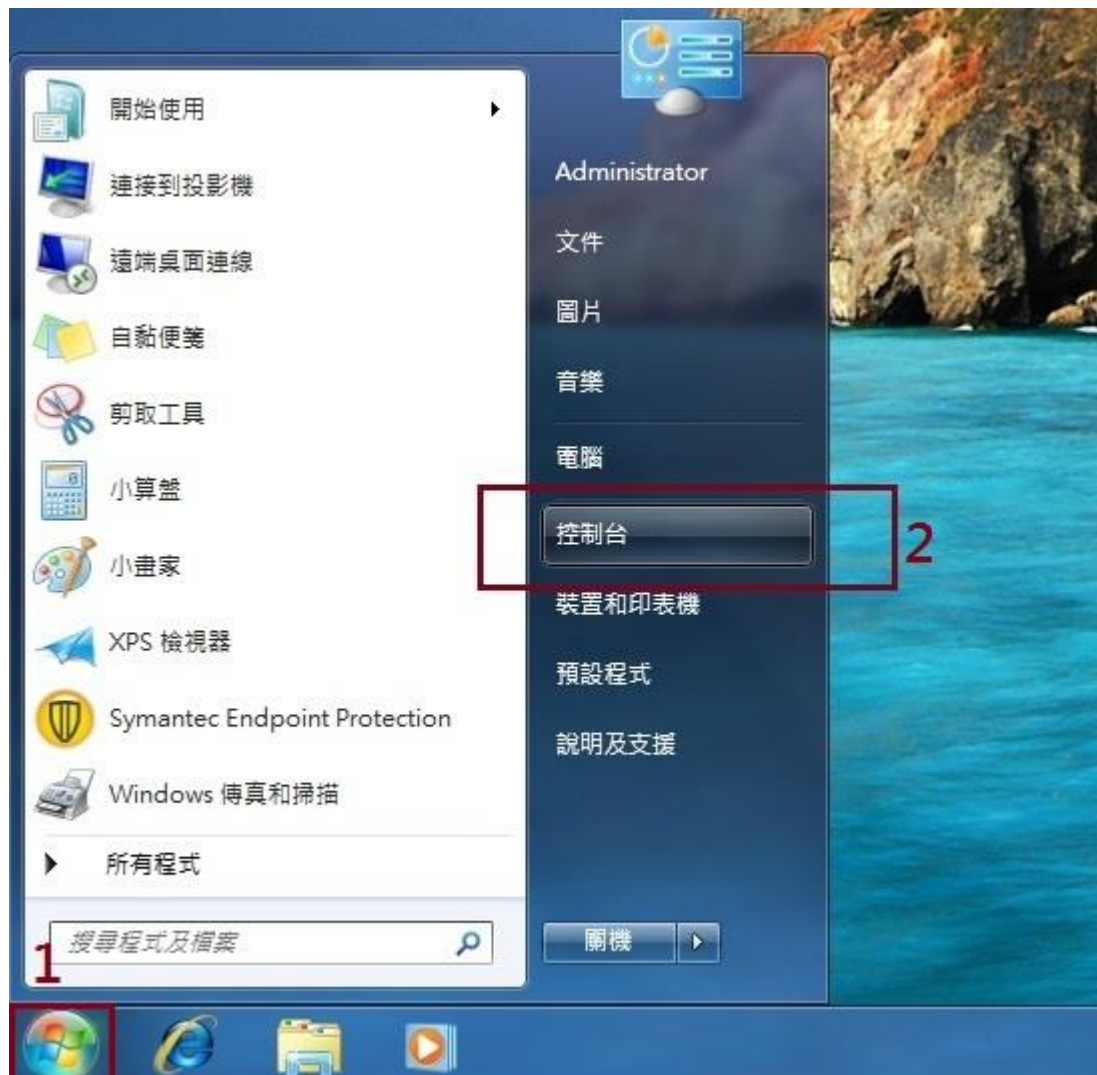 開始使用
連接到投影機
遠端桌面連線
自黏便箋
剪取工具
小算盤
小畫家
XPS 檢視器
Symantec Endpoint Protection
Windows 傳真和掃描
所有程式
搜尋程式及檔案
1
Administrator
文件
圖片
音樂
電腦
控制台
2
裝置和印表機
預設程式
說明及支援
關機